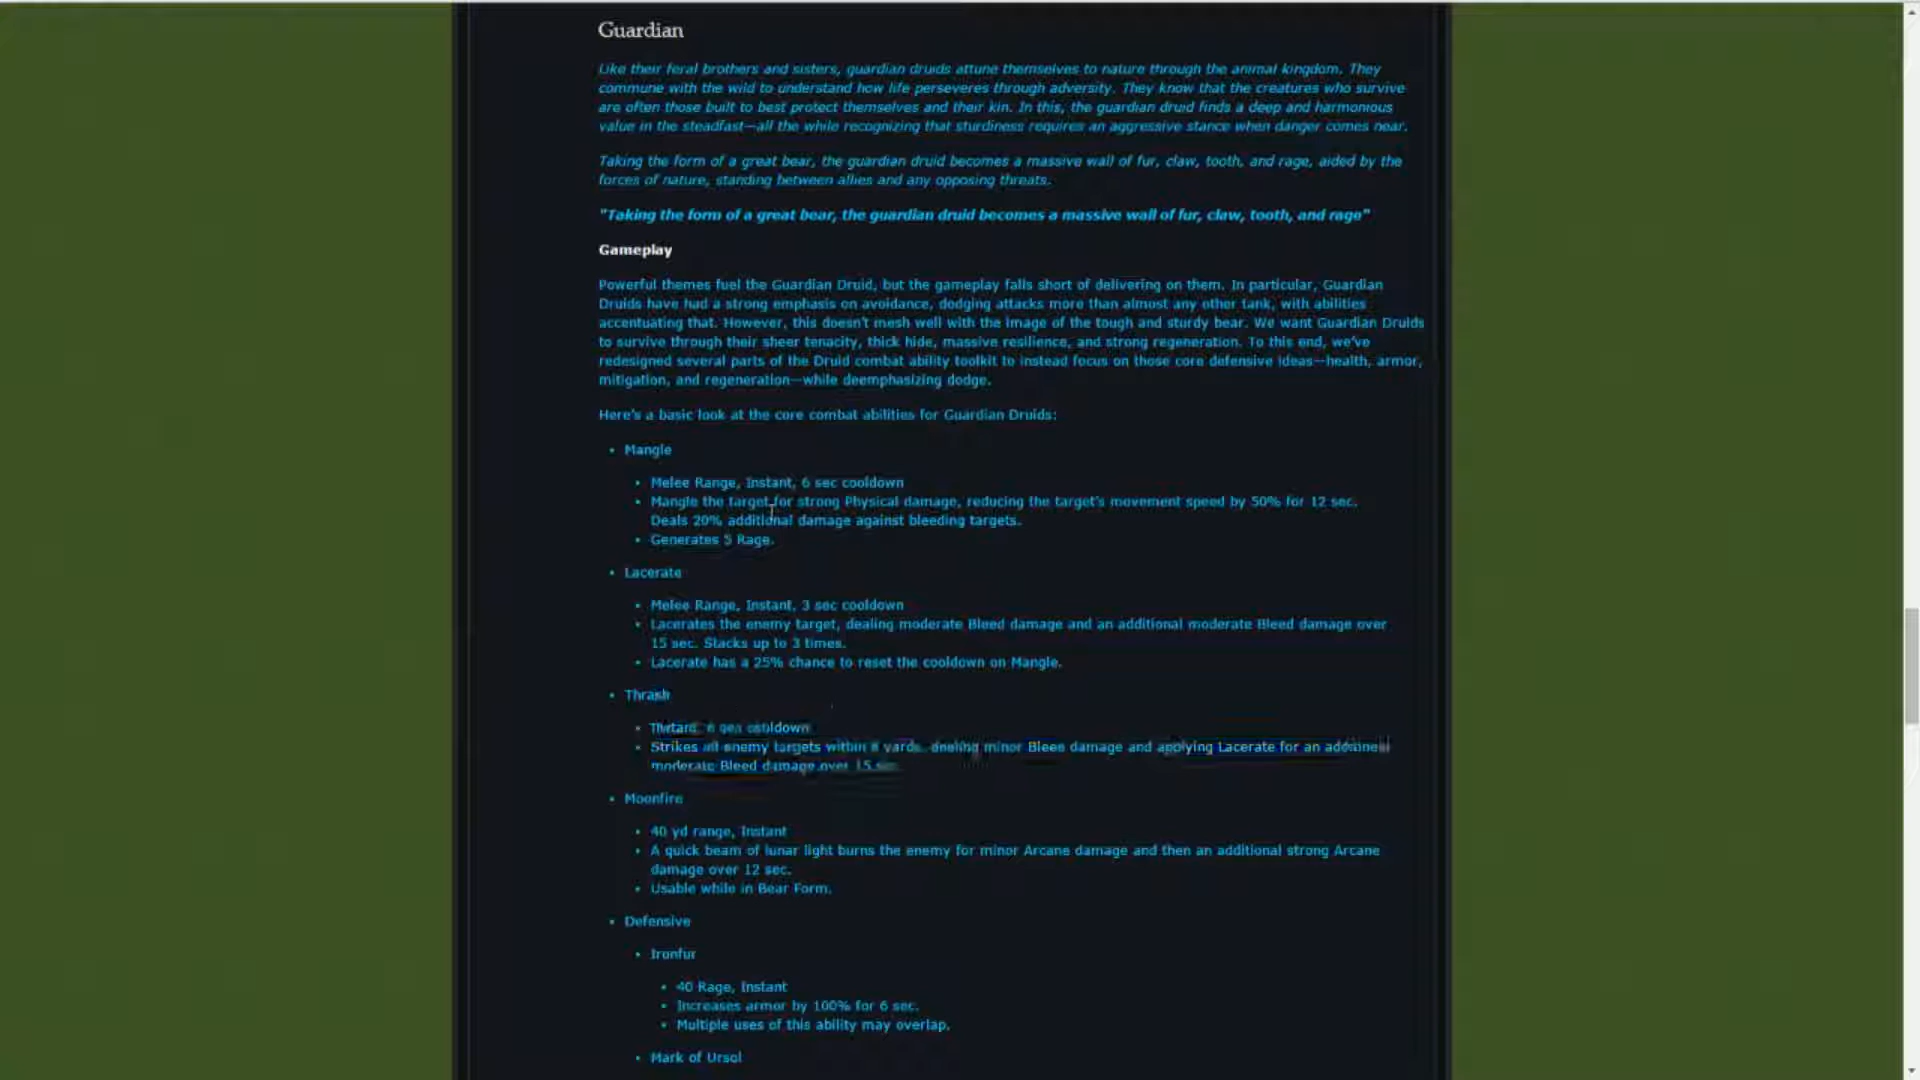 Guardian
Like their feral brothers and sisters, guardian druids attune themselves to nature through the animal kingdom. They
commune with the wild to understand how life perseveres through adversity. They know that the creatures who survive
are often those built to best protect themselves and their kin. In this, the guardian druid finds a deep and harmonious
value in the steadfast—all the while recognizing that sturdiness requires an aggressive stance when danger comes near.
Taking the form of a great bear, the guardian druid becomes a massive wall of fur, claw, tooth, and rage, aided by the
forces of nature, standing between allies and any opposing threats.
"Taking the form of a great bear, the guardian druid becomes a massive wall of fur, claw, tooth, and rage"
Gameplay
Powerful themes fuel the Guardian Druid, but the gameplay falls short of delivering on them. In particular, Guardian
Druids have had a strong emphasis on avoidance, dodging attacks more than almost any other tank, with abilities
accentuating that. However, this doesn't mesh well with the image of the tough and sturdy bear. We want Guardian Druids
to survive through their sheer tenacity, thick hide, massive resilience, and strong regeneration. To this end, we've
redesigned several parts of the Druid combat ability toolkit to instead focus on those core defensive ideas—health, armor,
mitigation, and regeneration—while deemphasizing dodge.
Here's a basic look at the core combat abilities for Guardian Druids:
• Mangle
• Melee Range, Instant, 6 sec cooldown
• Mangle the target for strong Physical damage, reducing the target's movement speed by 50% for 12 sec.
Deals 20% additional damage against bleeding targets.
• Generates 5 Rage.
• Lacerate
• Melee Range, Instant, 3 sec cooldown
• Lacerates the enemy target, dealing moderate Bleed damage and an additional moderate Bleed damage over
15 sec. Stacks up to 3 times.
• Lacerate has a 25% chance to reset the cooldown on Mangle.
• Thrash
• cooldown
• Strikes all enemy targets within 8 yards, dealing minor Bleed damage and applying Lacerate for an additional
moderate Bleed damage over 15 sec.
• Moonfire
• 40 yd range, Instant
• A quick beam of lunar light burns the enemy for minor Arcane damage and then an additional strong Arcane
damage over 12 sec.
• Usable while in Bear Form.
• Defensive
• Ironfur
• 40 Rage, Instant
• Increases armor by 100% for 6 sec.
• Multiple uses of this ability may overlap.
• Mark of Ursol